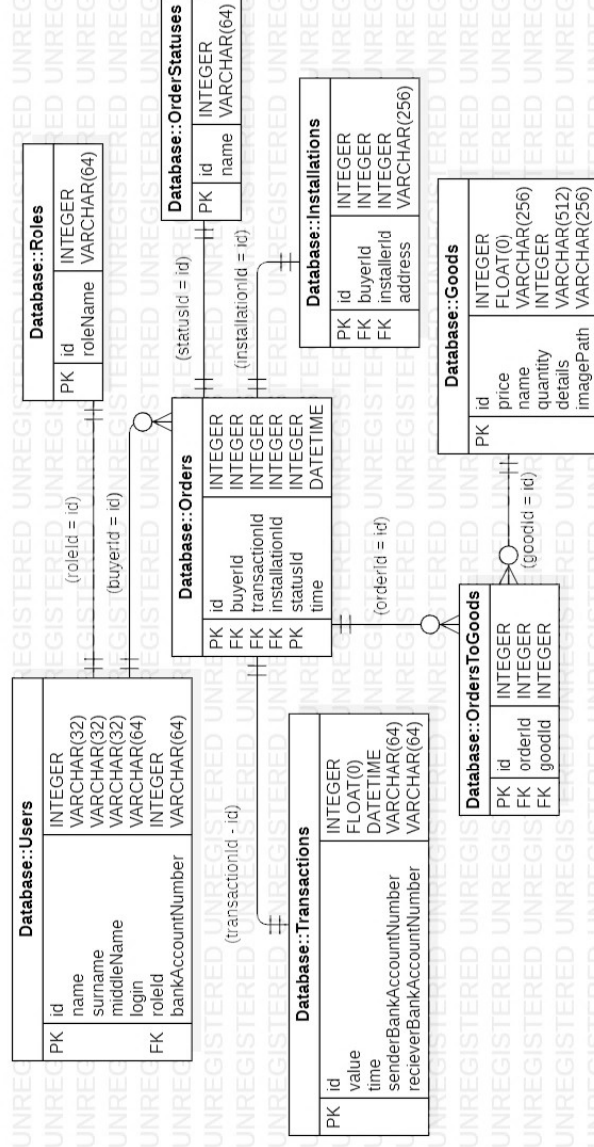 Database::Users
PK id INTEGER
name VARCHAR(32)
surname VARCHAR(32)
middleName VARCHAR(32)
login VARCHAR(64)
FK roleId INTEGER
bankAccountNumber VARCHAR(64)
(roleId = id)
(buyerId = id)
Database::Roles
PK id INTEGER
roleName VARCHAR(64)
(transactionId - id)
Database::Orders
PK id INTEGER
FK buyerId INTEGER
FK transactionId INTEGER
FK installationId INTEGER
PK statusId INTEGER
time DATETIME
(statusId = id)
(installationId = id)
Database::OrderStatuses
PK id INTEGER
name VARCHAR(64)
Database::Transactions
PK id INTEGER
value FLOAT(0)
time DATETIME
senderBankAccountNumber VARCHAR(64)
recieverBankAccountNumber VARCHAR(64)
(orderId = id)
Database::Installations
PK id INTEGER
FK buyerId INTEGER
FK installerId INTEGER
address VARCHAR(256)
Database::OrdersToGoods
PK id INTEGER
FK orderId INTEGER
FK goodId INTEGER
(goodId = id)
Database::Goods
PK id INTEGER
price FLOAT(0)
name VARCHAR(256)
quantity INTEGER
details VARCHAR(512)
imagePath VARCHAR(256)